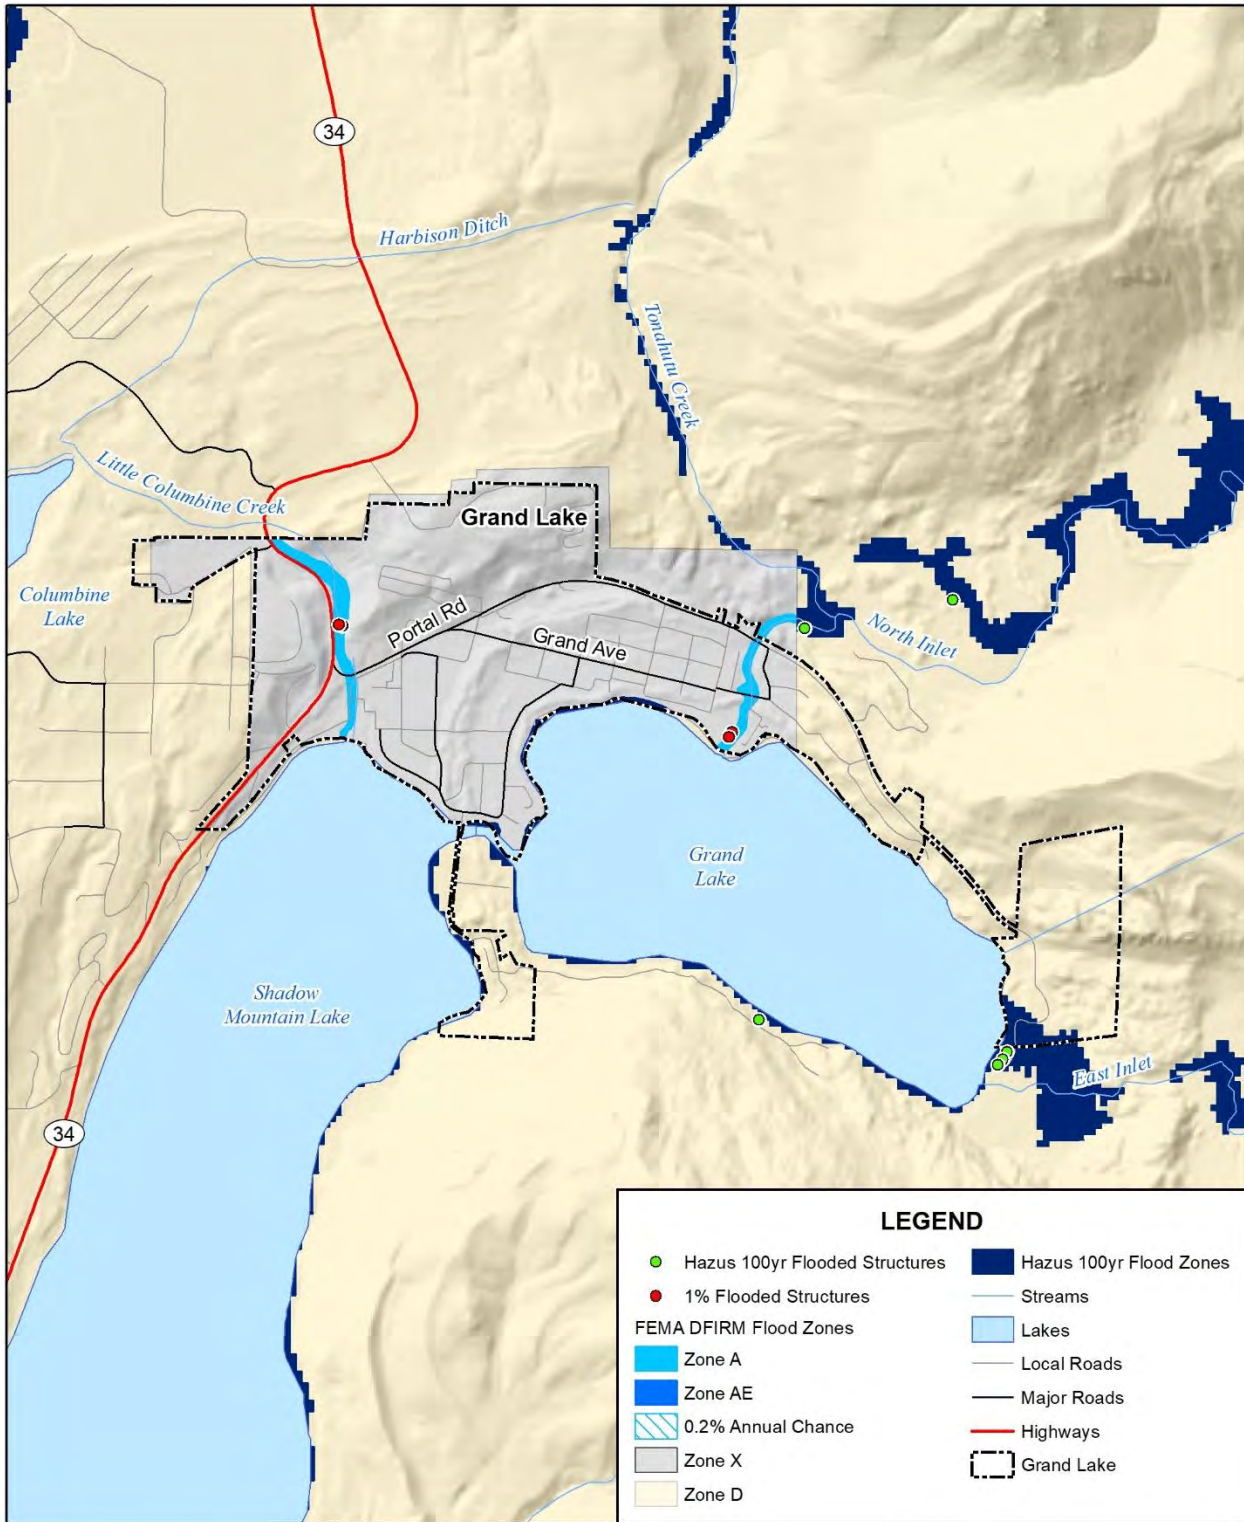 34
Harbison Ditch
Tonahutu Creek
Little Columbine Creek
Grand Lake
Columbine
Lake
Portal Rd
Grand Ave
North Inlet
Grand
Lake
Shadow
Mountain Lake
East Inlet
34
LEGEND
Hazus 100yr Flooded Structures
1% Flooded Structures
FEMA DFIRM Flood Zones
Zone A
Zone AE
0.2% Annual Chance
Zone X
Zone D
Hazus 100yr Flood Zones
Streams
Lakes
Local Roads
Major Roads
Highways
Grand Lake